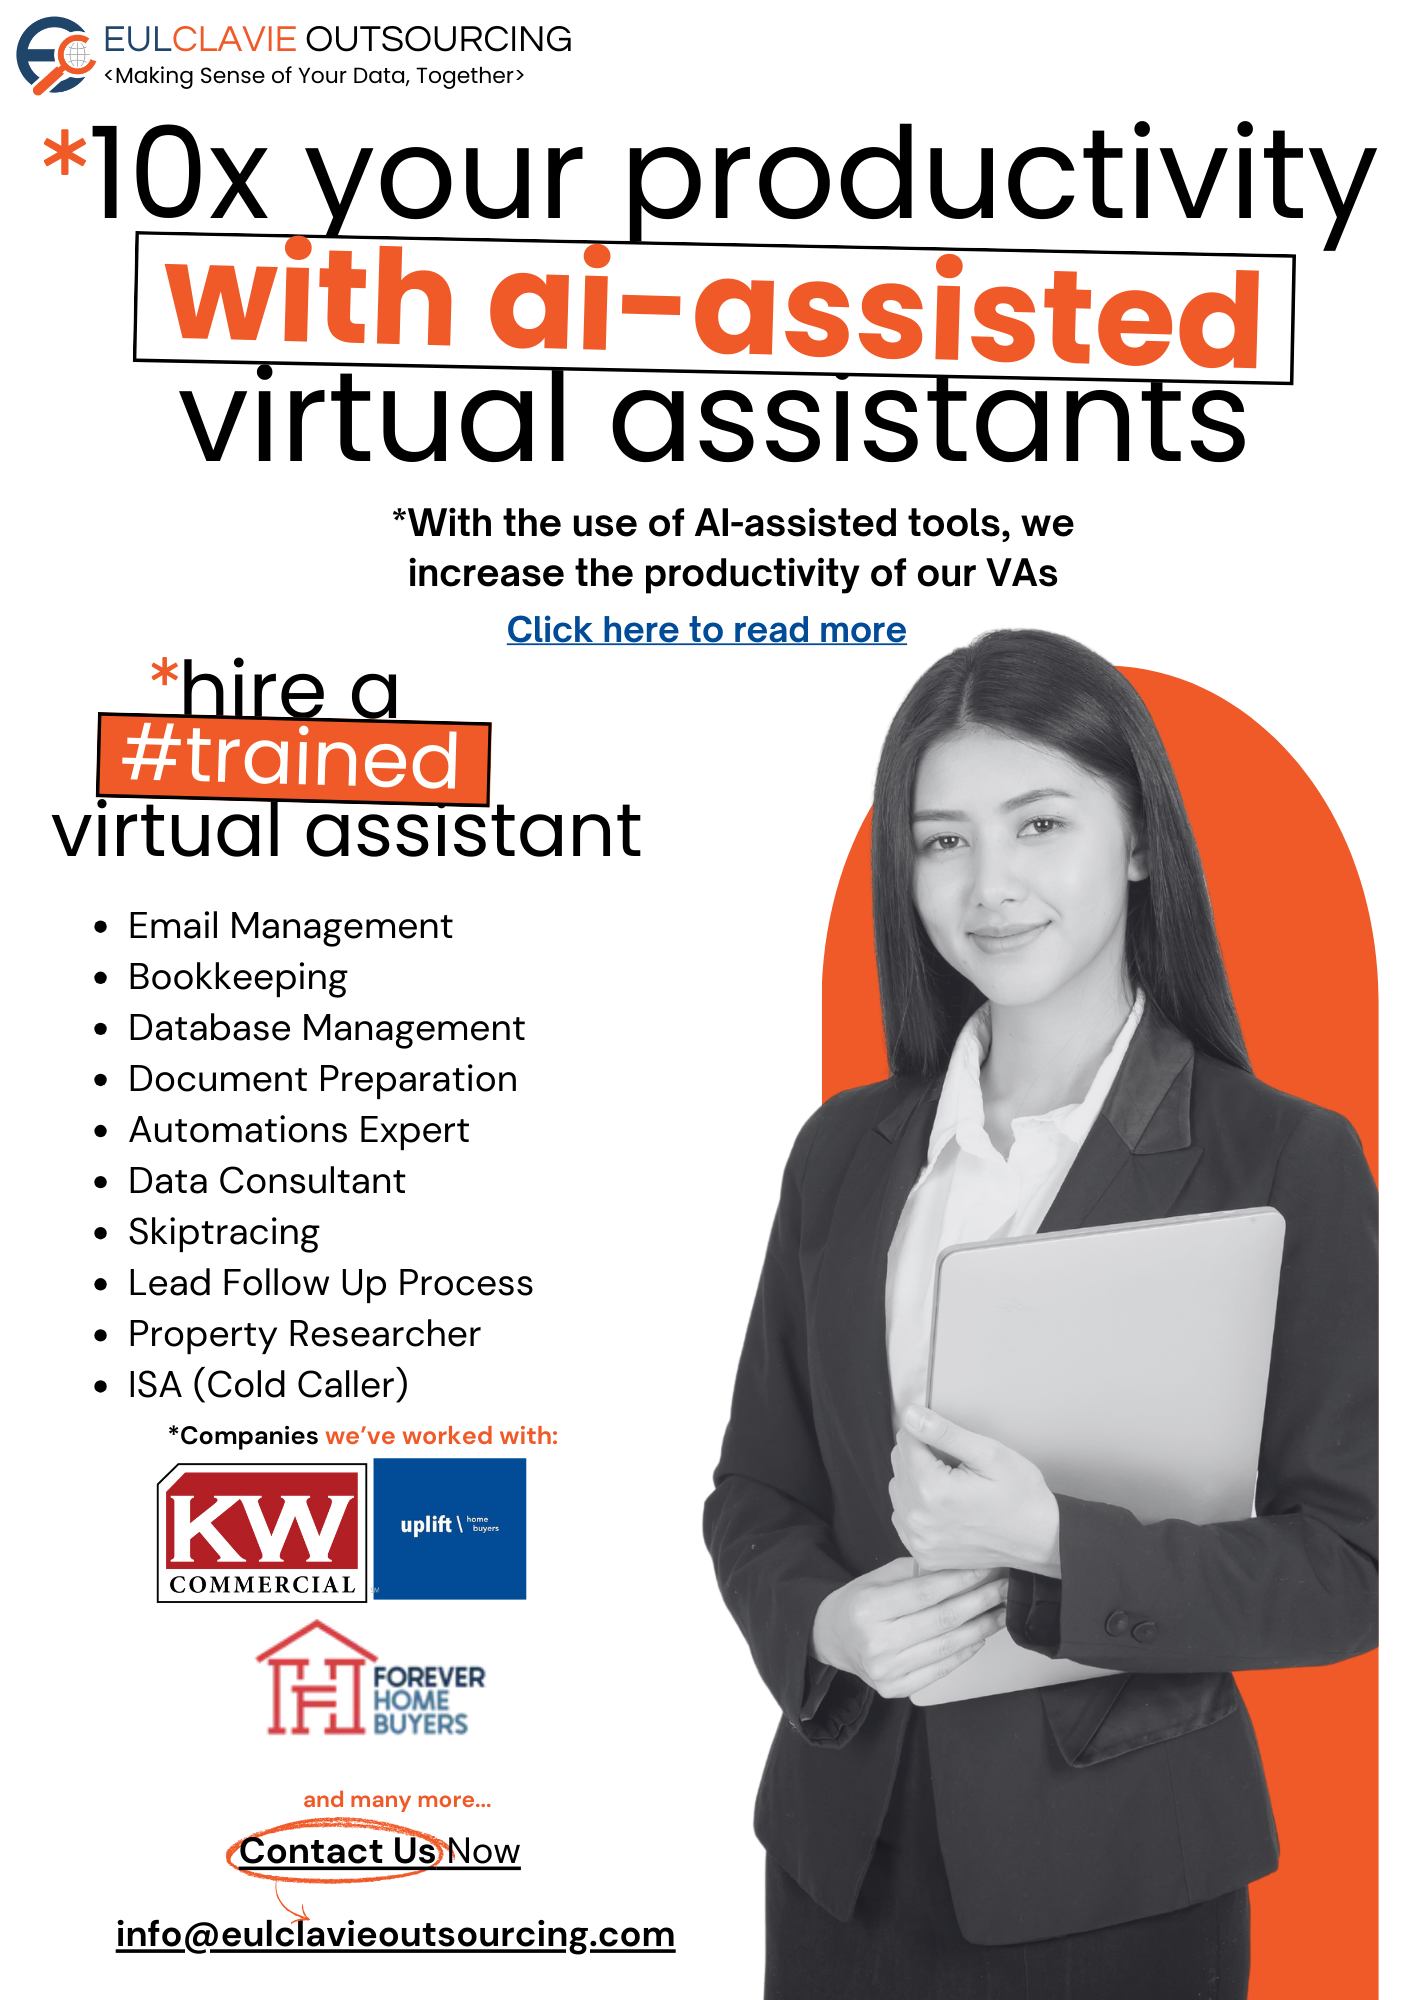 EULCLAVIE OUTSOURCING
<Making Sense of Your Data, Together>
*10x your productivity
with ai-assisted
virtual assistants
*With the use of AI-assisted tools, we
increase the productivity of our VAs
Click here to read more
*hire a
#trained
virtual assistant
• Email Management
• Bookkeeping
• Database Management
• Document Preparation
• Automations Expert
• Data Consultant
• Skiptracing
• Lead Follow Up Process
• Property Researcher
• ISA (Cold Caller)
*Companies we’ve worked with:
KW
COMMERCIAL
SM
uplift \ home
buyers
FOREVER
HOME
BUYERS
and many more...
Contact Us Now
info@eulclavieoutsourcing.com